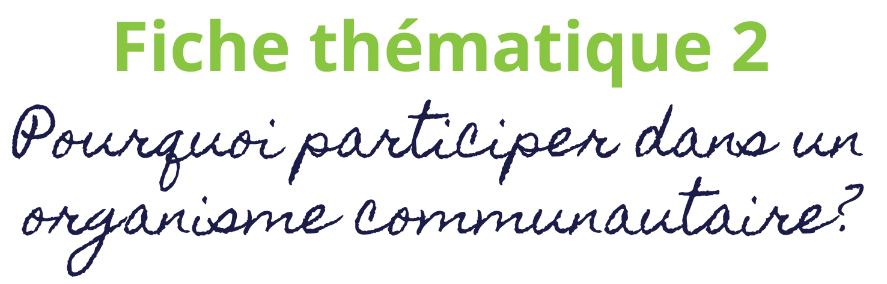 Fiche thématique 2
Pourquoi participer dans un
organisme communautaire?